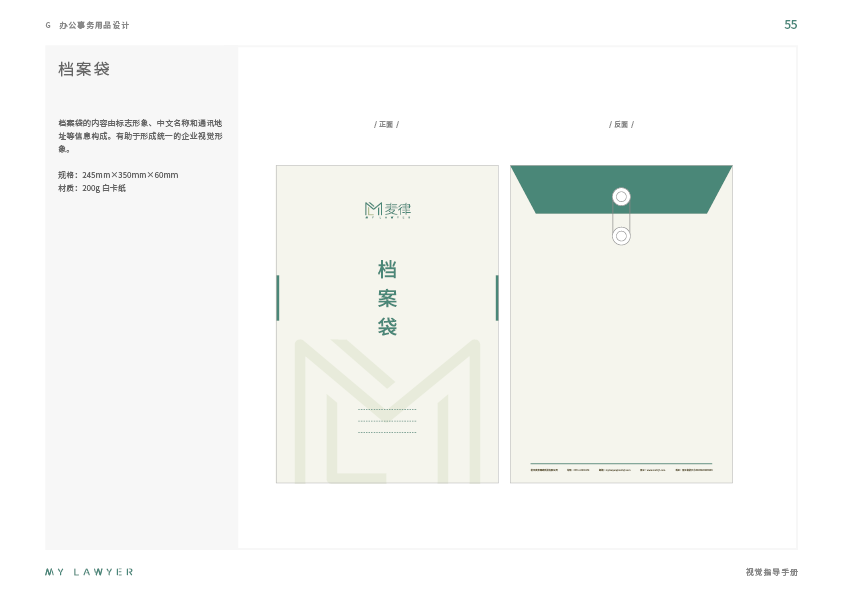 G 办公事务用品设计
55
档案袋
档案袋的内容由标志形象、中文名称和通讯地
址等信息构成。有助于形成统一的企业视觉形
象。
规格：245mm×350mm×60mm
材质：200g 白卡纸
/ 正面 /
/ 反面 /
麦律
MY LAWYER
档
案
袋
MY LAWYER
视觉指导手册